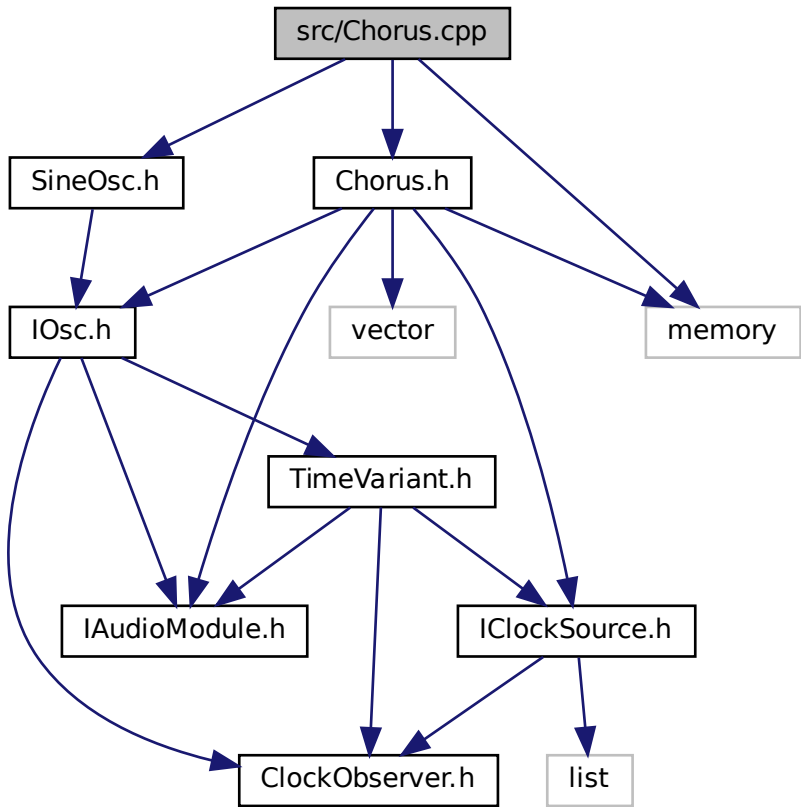 src/Chorus.cpp
SineOsc.h
Chorus.h
IOsc.h
vector
memory
TimeVariant.h
IAudioModule.h
IClockSource.h
ClockObserver.h
list